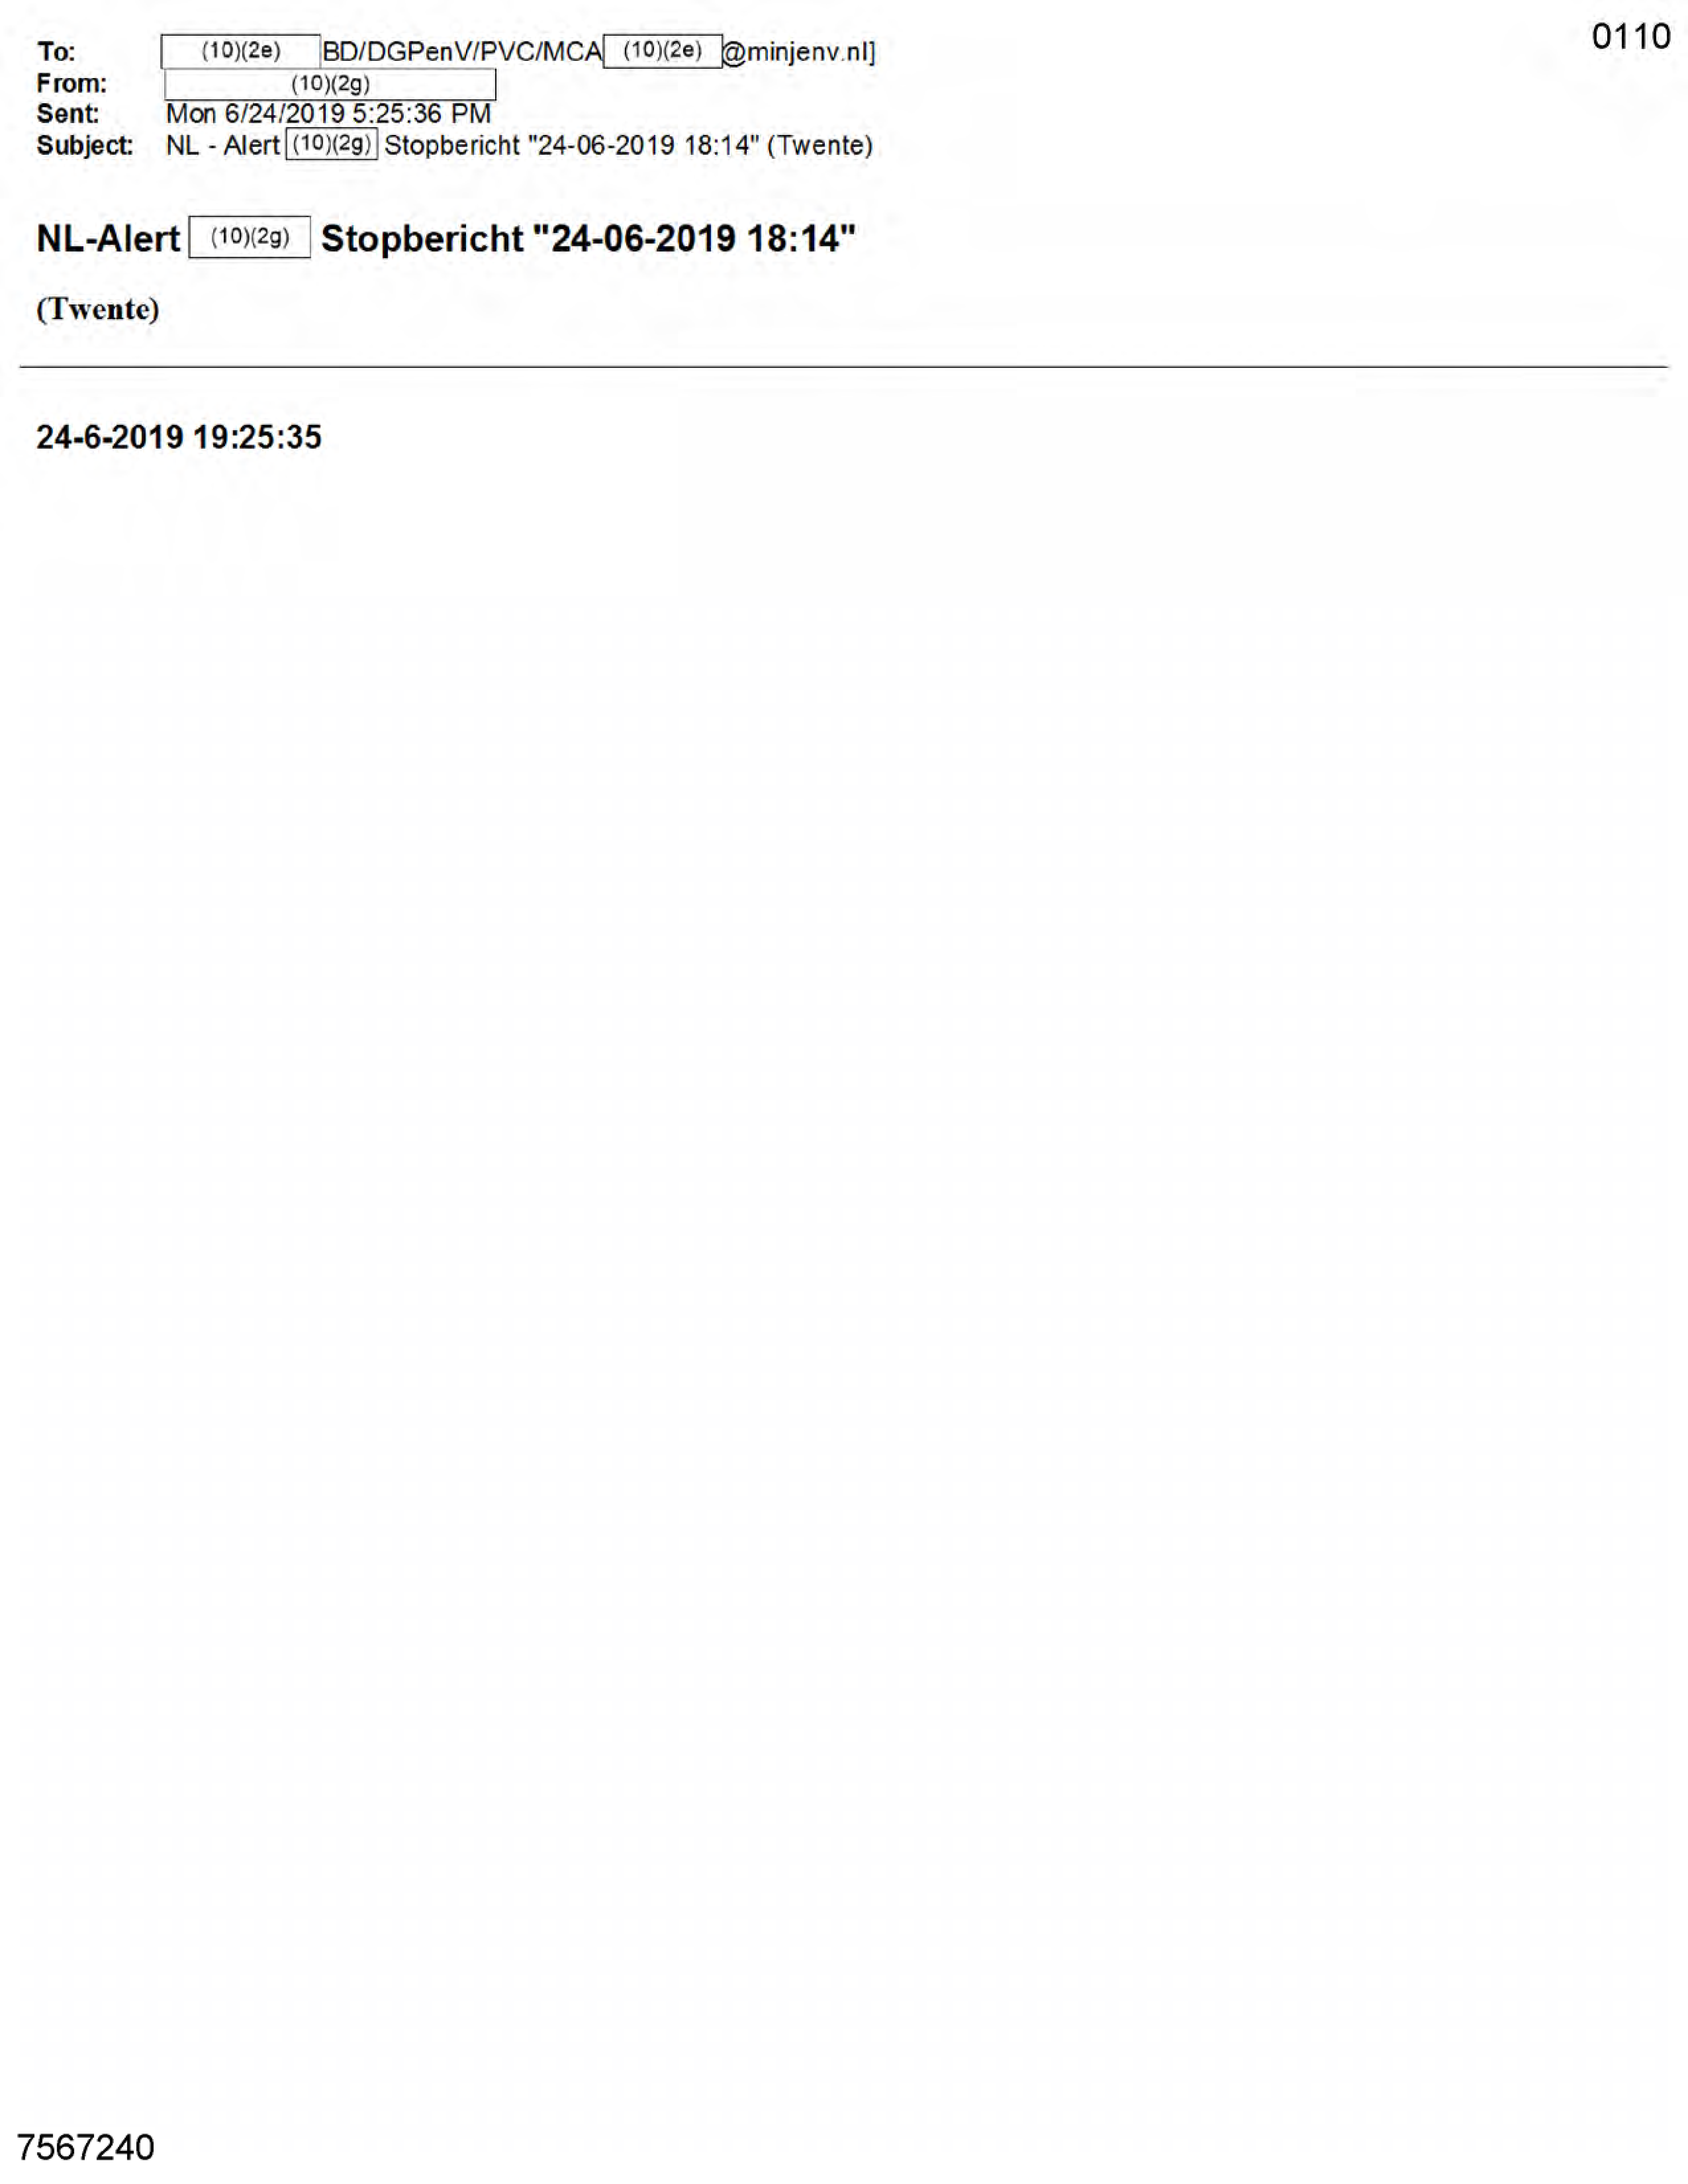 0110
To: (10)(2e) BD/DGPenV/PVC/MCA (10)(2e) @minjenv.nl]
From: (10)(2g)
Sent: Mon 6/24/2019 5:25:36 PM
Subject: NL - Alert (10)(2g) Stopbericht "24-06-2019 18:14" (Twente)
NL-Alert (10)(2g) Stopbericht "24-06-2019 18:14"
(Twente)
24-6-2019 19:25:35
7567240